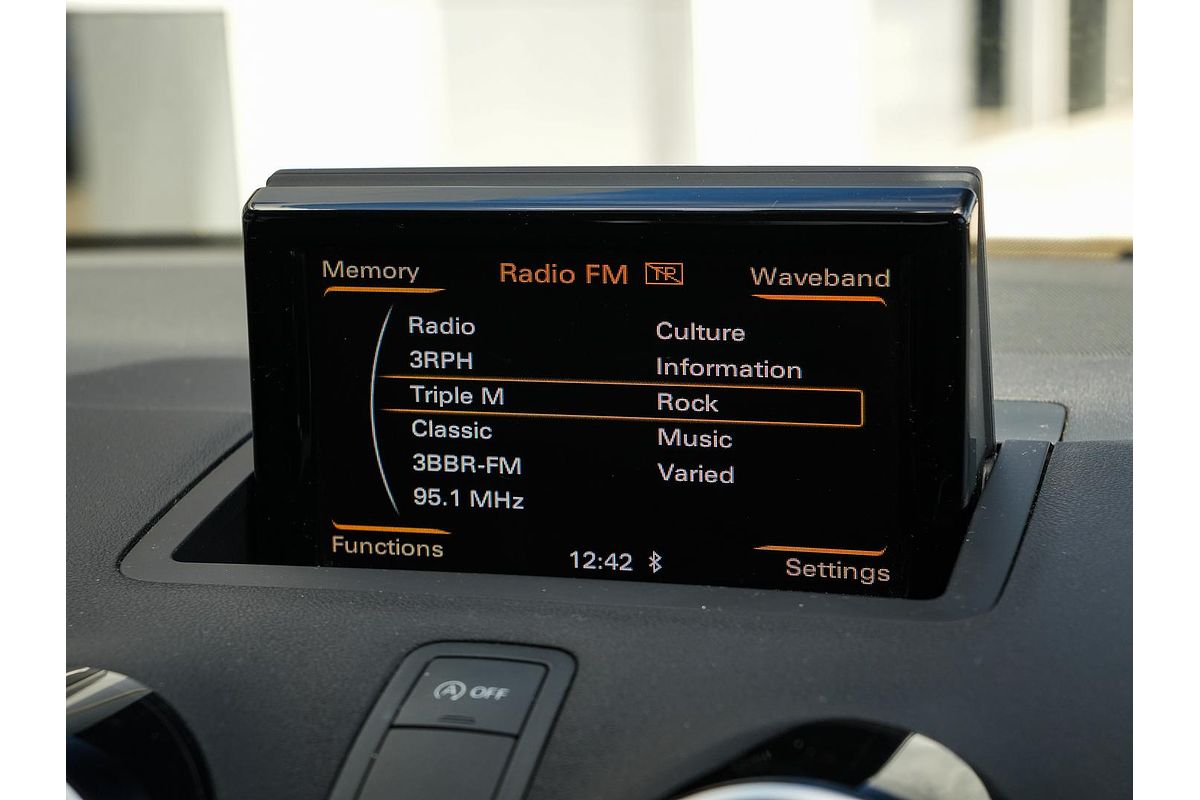 Memory Radio FM TP Waveband
Radio Culture
3RPH Information
Triple M Rock
Classic Music
3BBR-FM Varied
95.1 MHz
Functions 12:42 Settings
A OFF